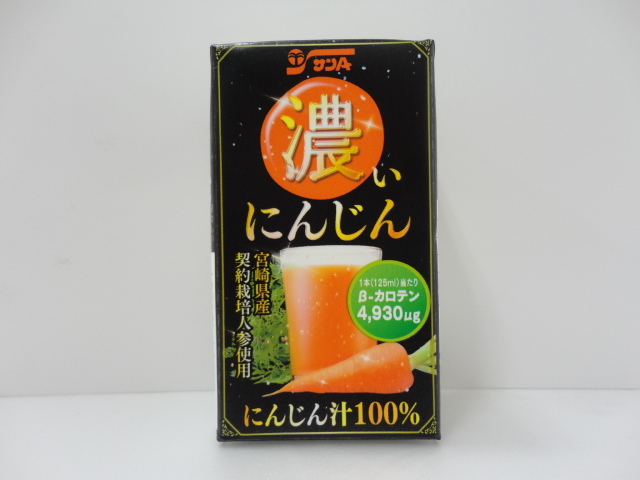 サンA
濃い
にんじん
宮崎県産
契約栽培人参使用
1本(125ml)当たり
β-カロテン
4,930μg
にんじん汁100%